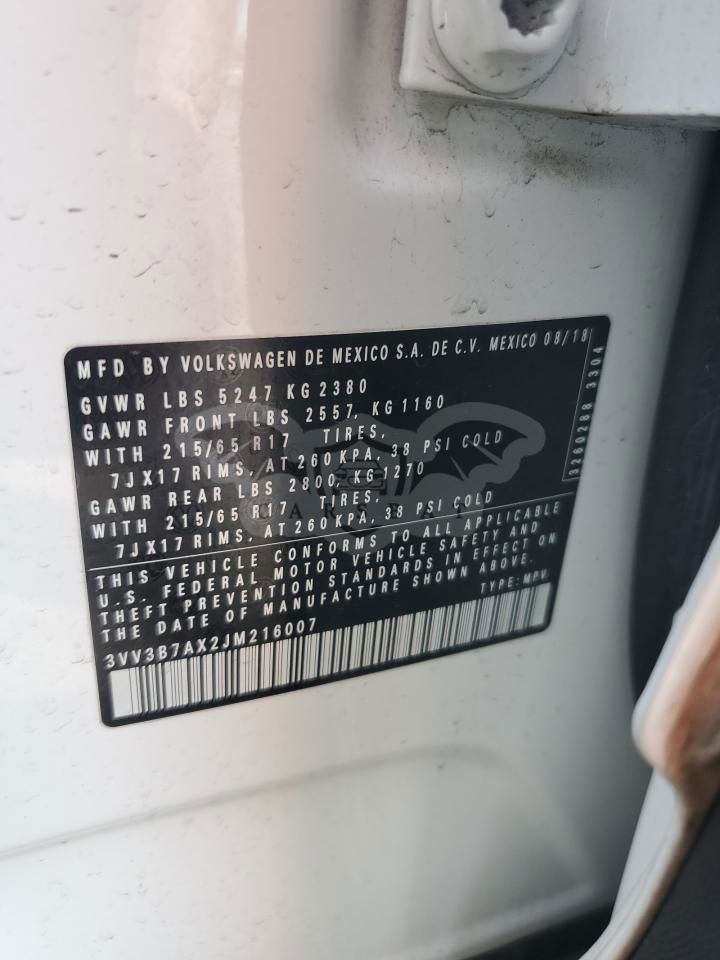 MFD BY VOLKSWAGEN DE MEXICO S.A. DE C.V. MEXICO 08/18
GVWR LBS 5247 KG 2380
GAWR FRONT LBS 2557, KG 1160
WITH 215/65 R17 TIRES,
7JX17 RIMS, AT 260 KPA, 38 PSI COLD
GAWR REAR LBS 2800, KG 1270
WITH 215/65 R17 TIRES,
7JX17 RIMS, AT 260 KPA, 38 PSI COLD
3260288 3304
THIS VEHICLE CONFORMS TO ALL APPLICABLE
U.S. FEDERAL MOTOR VEHICLE SAFETY AND
THEFT PREVENTION STANDARDS IN EFFECT ON
THE DATE OF MANUFACTURE SHOWN ABOVE.
3VV3B7AX2JM216007 TYPE: MPV